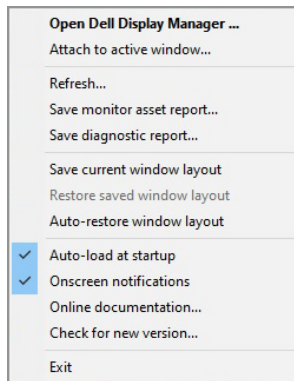 Open Dell Display Manager ...
Attach to active window...
Refresh...
Save monitor asset report...
Save diagnostic report...
Save current window layout
Restore saved window layout
Auto-restore window layout
Auto-load at startup
Onscreen notifications
Online documentation...
Check for new version...
Exit